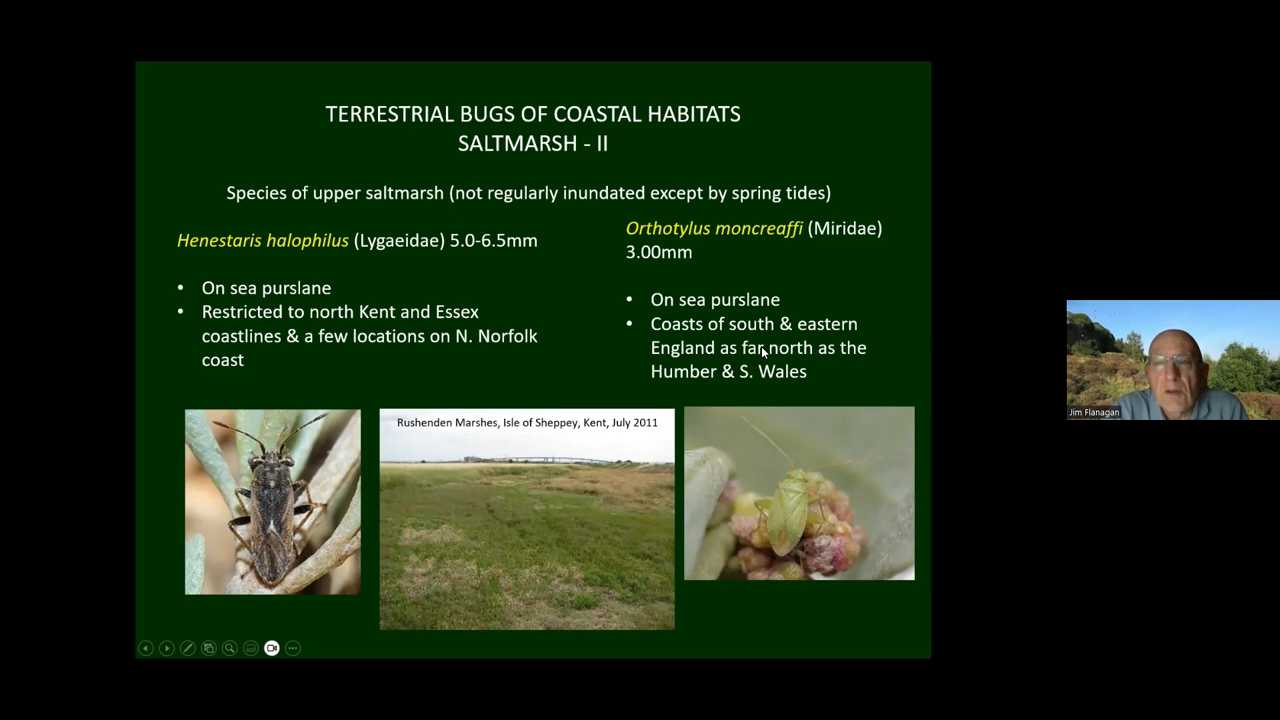 TERRESTRIAL BUGS OF COASTAL HABITATS
SALTMARSH - II
Species of upper saltmarsh (not regularly inundated except by spring tides)
Henestaris halophilus (Lygaeidae) 5.0-6.5mm
• On sea purslane
• Restricted to north Kent and Essex
coastlines & a few locations on N. Norfolk
coast
Orthotylus moncreaffi (Miridae)
3.00mm
• On sea purslane
• Coasts of south & eastern
England as far north as the
Humber & S. Wales
Rushenden Marshes, Isle of Sheppey, Kent, July 2011
Jim Flanagan